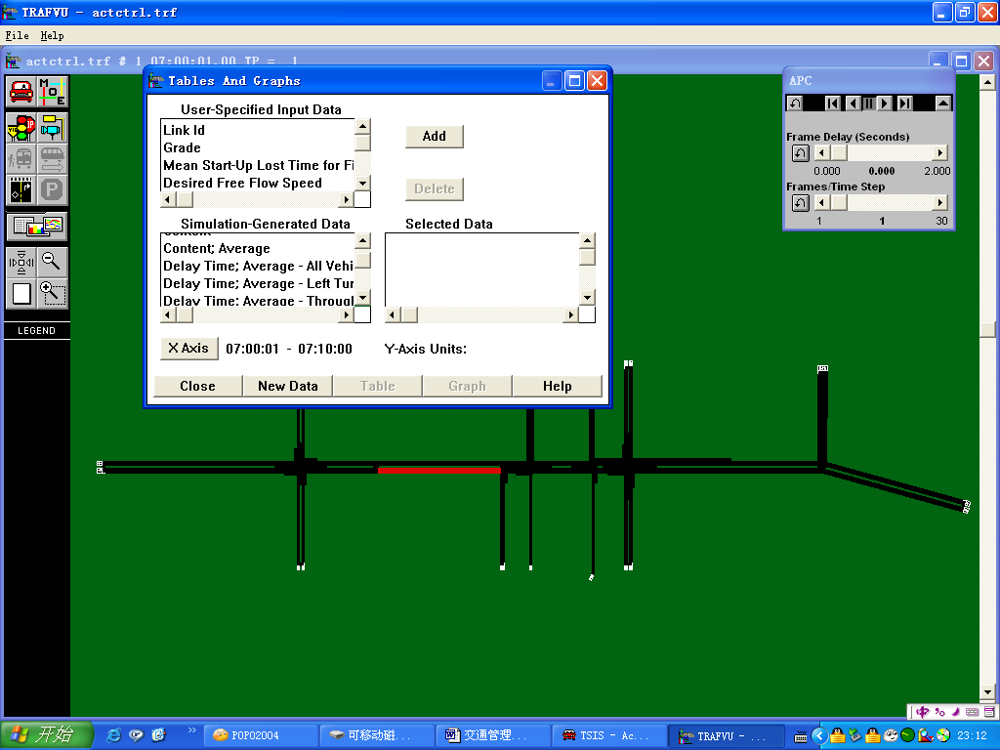 TRAFVU - actctrl.trf
File Help
actctrl.trf # 1 07:00:01.00 TP = 1
Tables And Graphs
APC
User-Specified Input Data
Link Id
Grade
Mean Start-Up Lost Time for Fi
Desired Free Flow Speed
Add
Delete
Frame Delay (Seconds)
0.000 0.000 2.000
Frames/Time Step
1 1 30
Simulation-Generated Data
Selected Data
Content
Content; Average
Delay Time; Average - All Vehi
Delay Time; Average - Left Tur
Delay Time; Average - Through
X Axis 07:00:01 - 07:10:00 Y-Axis Units:
Close New Data Table Graph Help
LEGEND
开始
POPO2004
可移动磁...
交通管理...
TSIS - Ac...
TRAFVU - ...
23:12